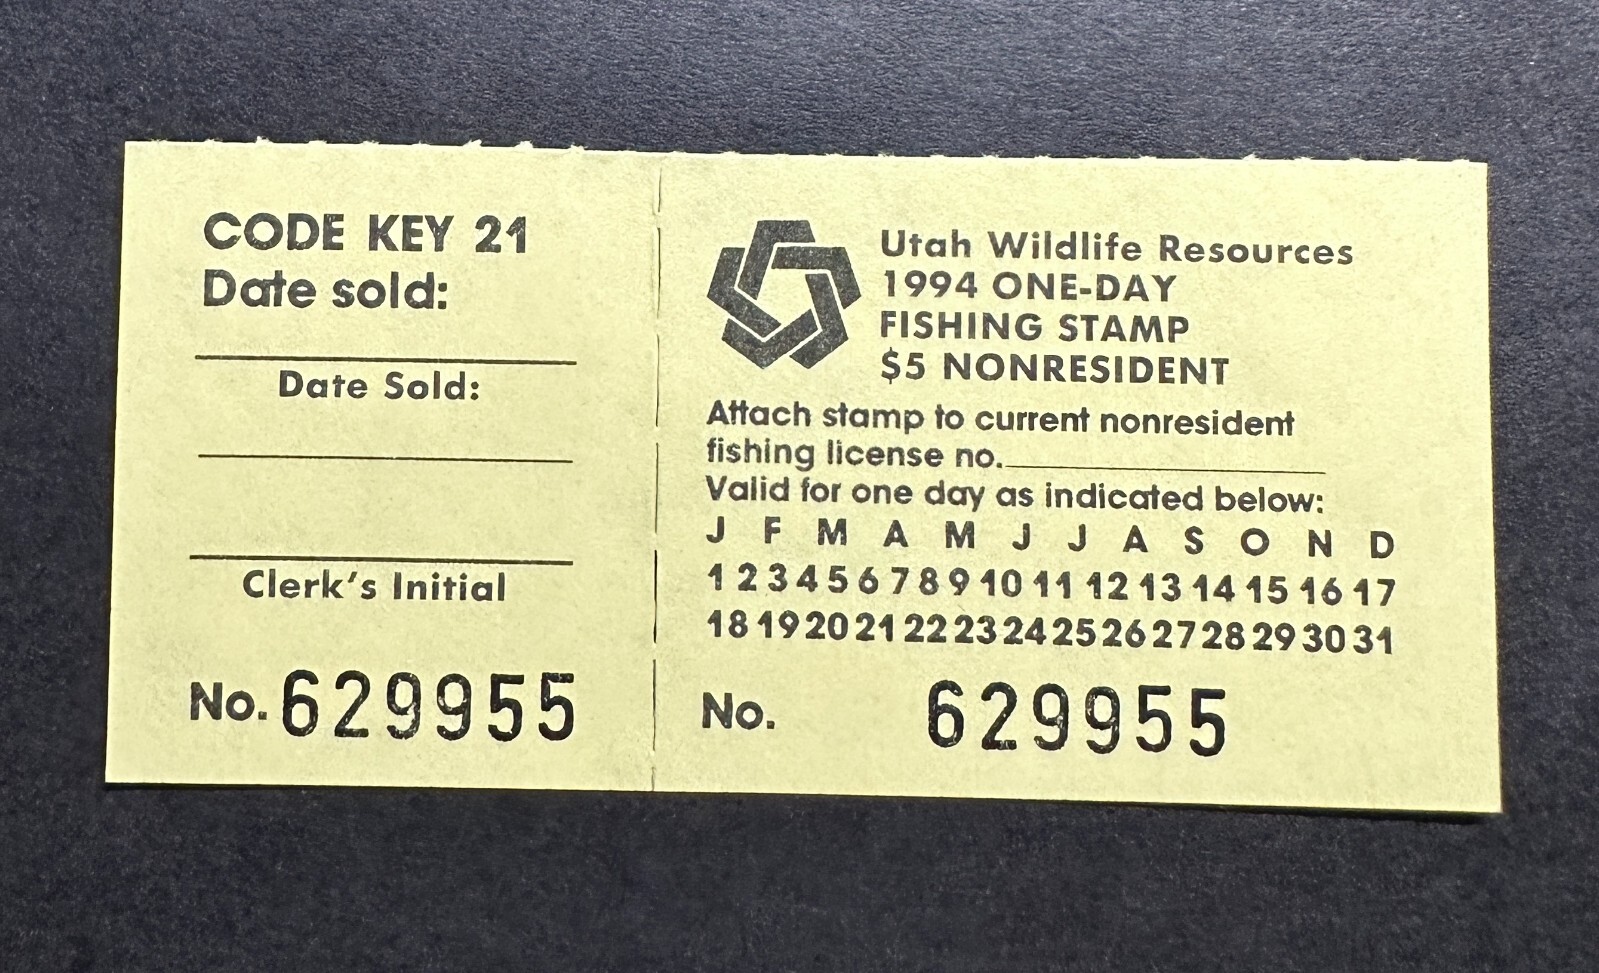 CODE KEY 21
Date sold:
Date Sold:
Clerk's Initial
No. 629955
Utah Wildlife Resources
1994 ONE-DAY
FISHING STAMP
$5 NONRESIDENT
Attach stamp to current nonresident
fishing license no.
Valid for one day as indicated below:
J F M A M J J A S O N D
1 2 3 4 5 6 7 8 9 10 11 12 13 14 15 16 17
18 19 20 21 22 23 24 25 26 27 28 29 30 31
No. 629955